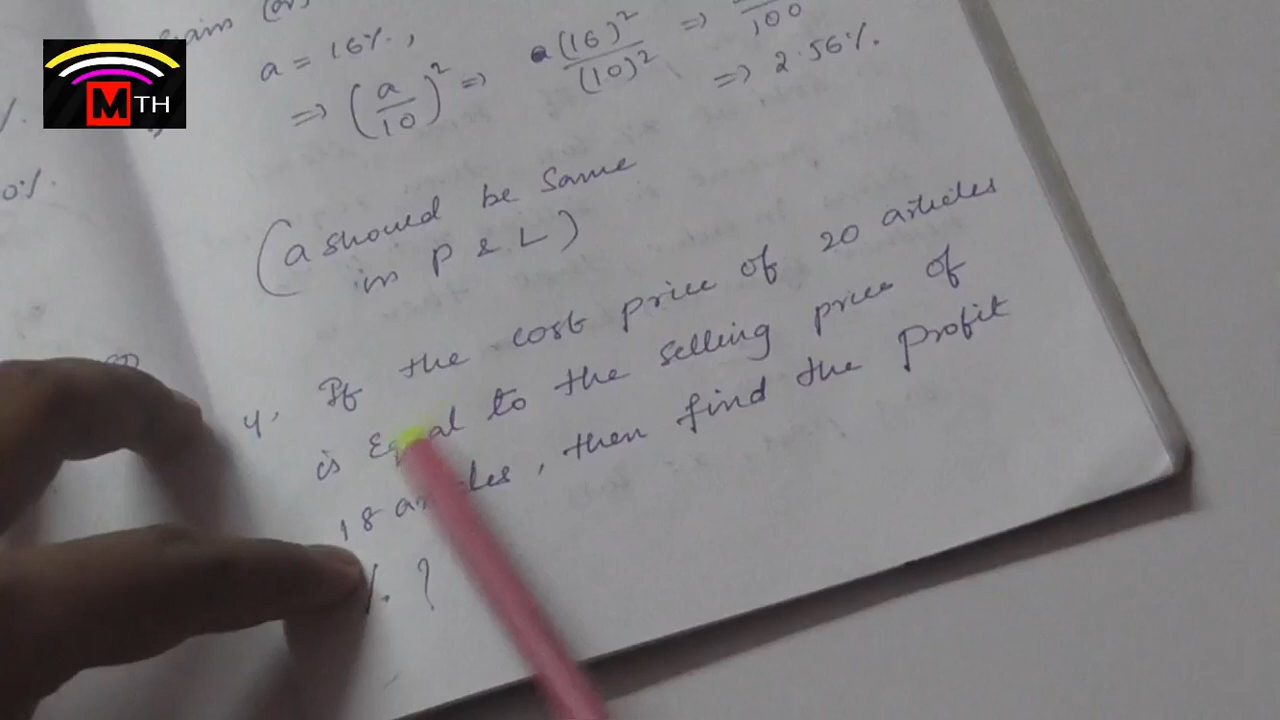 MTH
a = 16%,
=> (a/10)² => (16)²/(10)² => /100
=> 2.56%.
0%.
(a should be same
in P & L)
4. If the cost price of 20 articles
is Equal to the selling price of
18 articles, then find the profit
%. ?